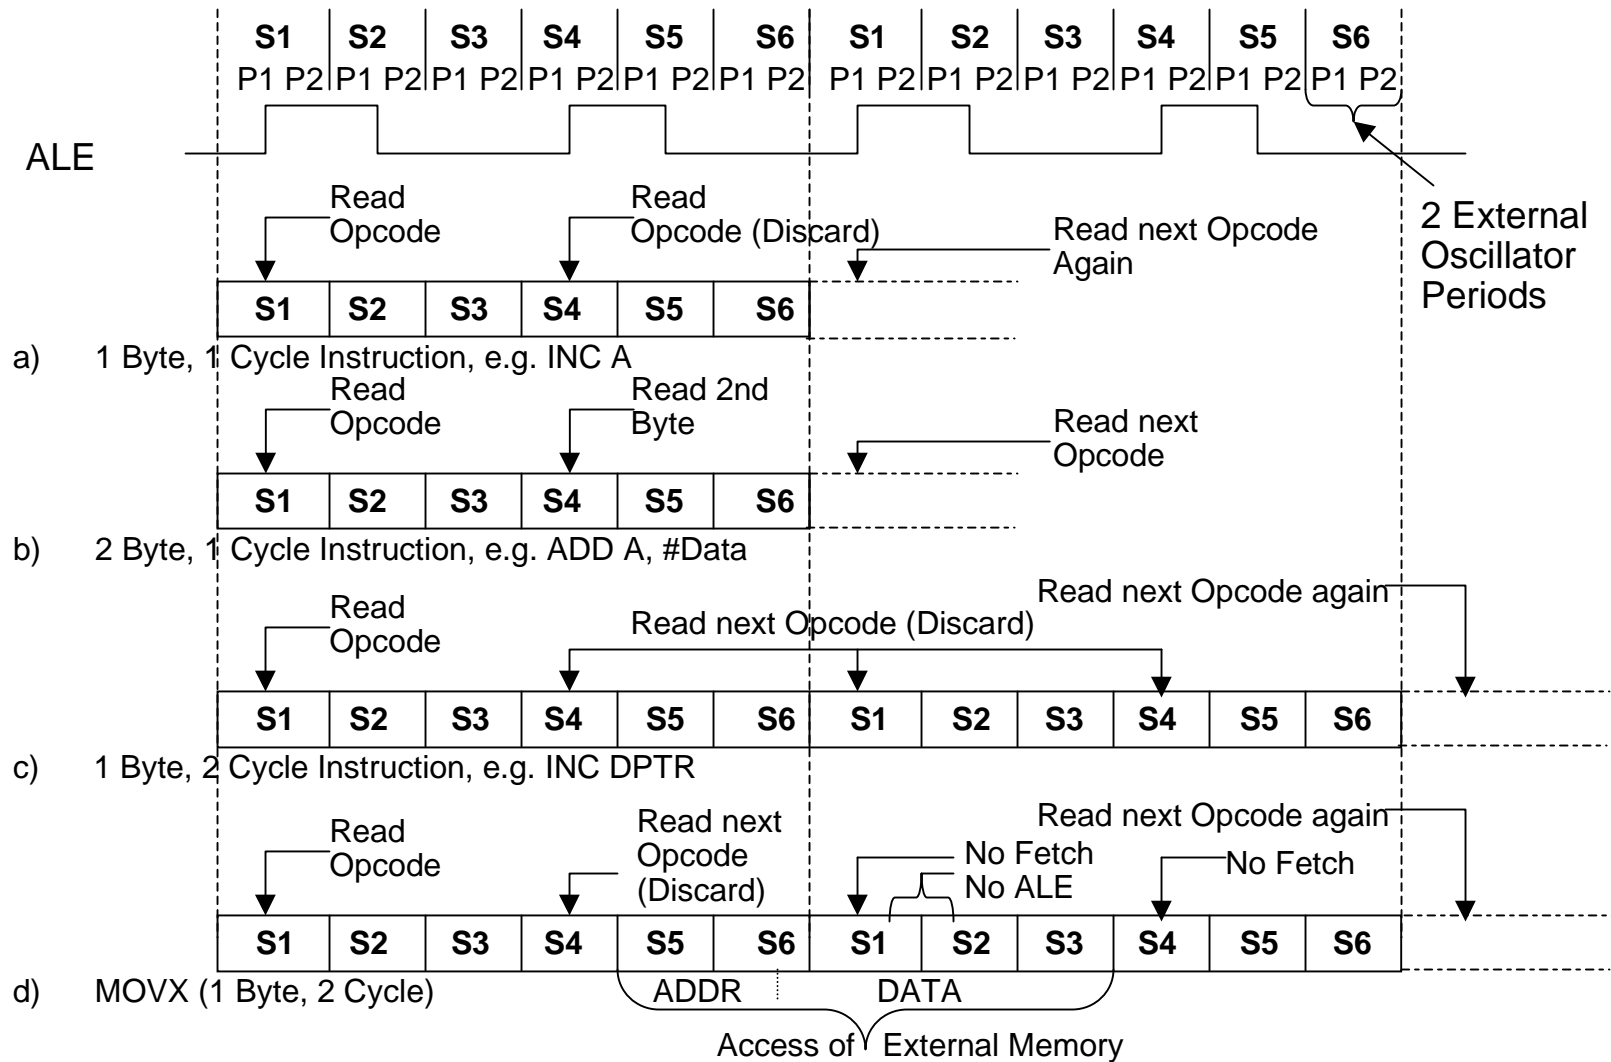 S1 S2 S3 S4 S5 S6 S1 S2 S3 S4 S5 S6
P1 P2 P1 P2 P1 P2 P1 P2 P1 P2 P1 P2 P1 P2 P1 P2 P1 P2 P1 P2 P1 P2 P1 P2
ALE
2 External
Oscillator
Periods
Read
Opcode
Read
Opcode (Discard)
Read next Opcode
Again
S1 S2 S3 S4 S5 S6
a) 1 Byte, 1 Cycle Instruction, e.g. INC A
Read
Opcode
Read 2nd
Byte
Read next
Opcode
S1 S2 S3 S4 S5 S6
b) 2 Byte, 1 Cycle Instruction, e.g. ADD A, #Data
Read
Opcode
Read next Opcode (Discard)
Read next Opcode again
S1 S2 S3 S4 S5 S6 S1 S2 S3 S4 S5 S6
c) 1 Byte, 2 Cycle Instruction, e.g. INC DPTR
Read
Opcode
Read next
Opcode
(Discard)
No Fetch
No ALE
No Fetch
Read next Opcode again
S1 S2 S3 S4 S5 S6 S1 S2 S3 S4 S5 S6
d) MOVX (1 Byte, 2 Cycle)
ADDR DATA
Access of External Memory